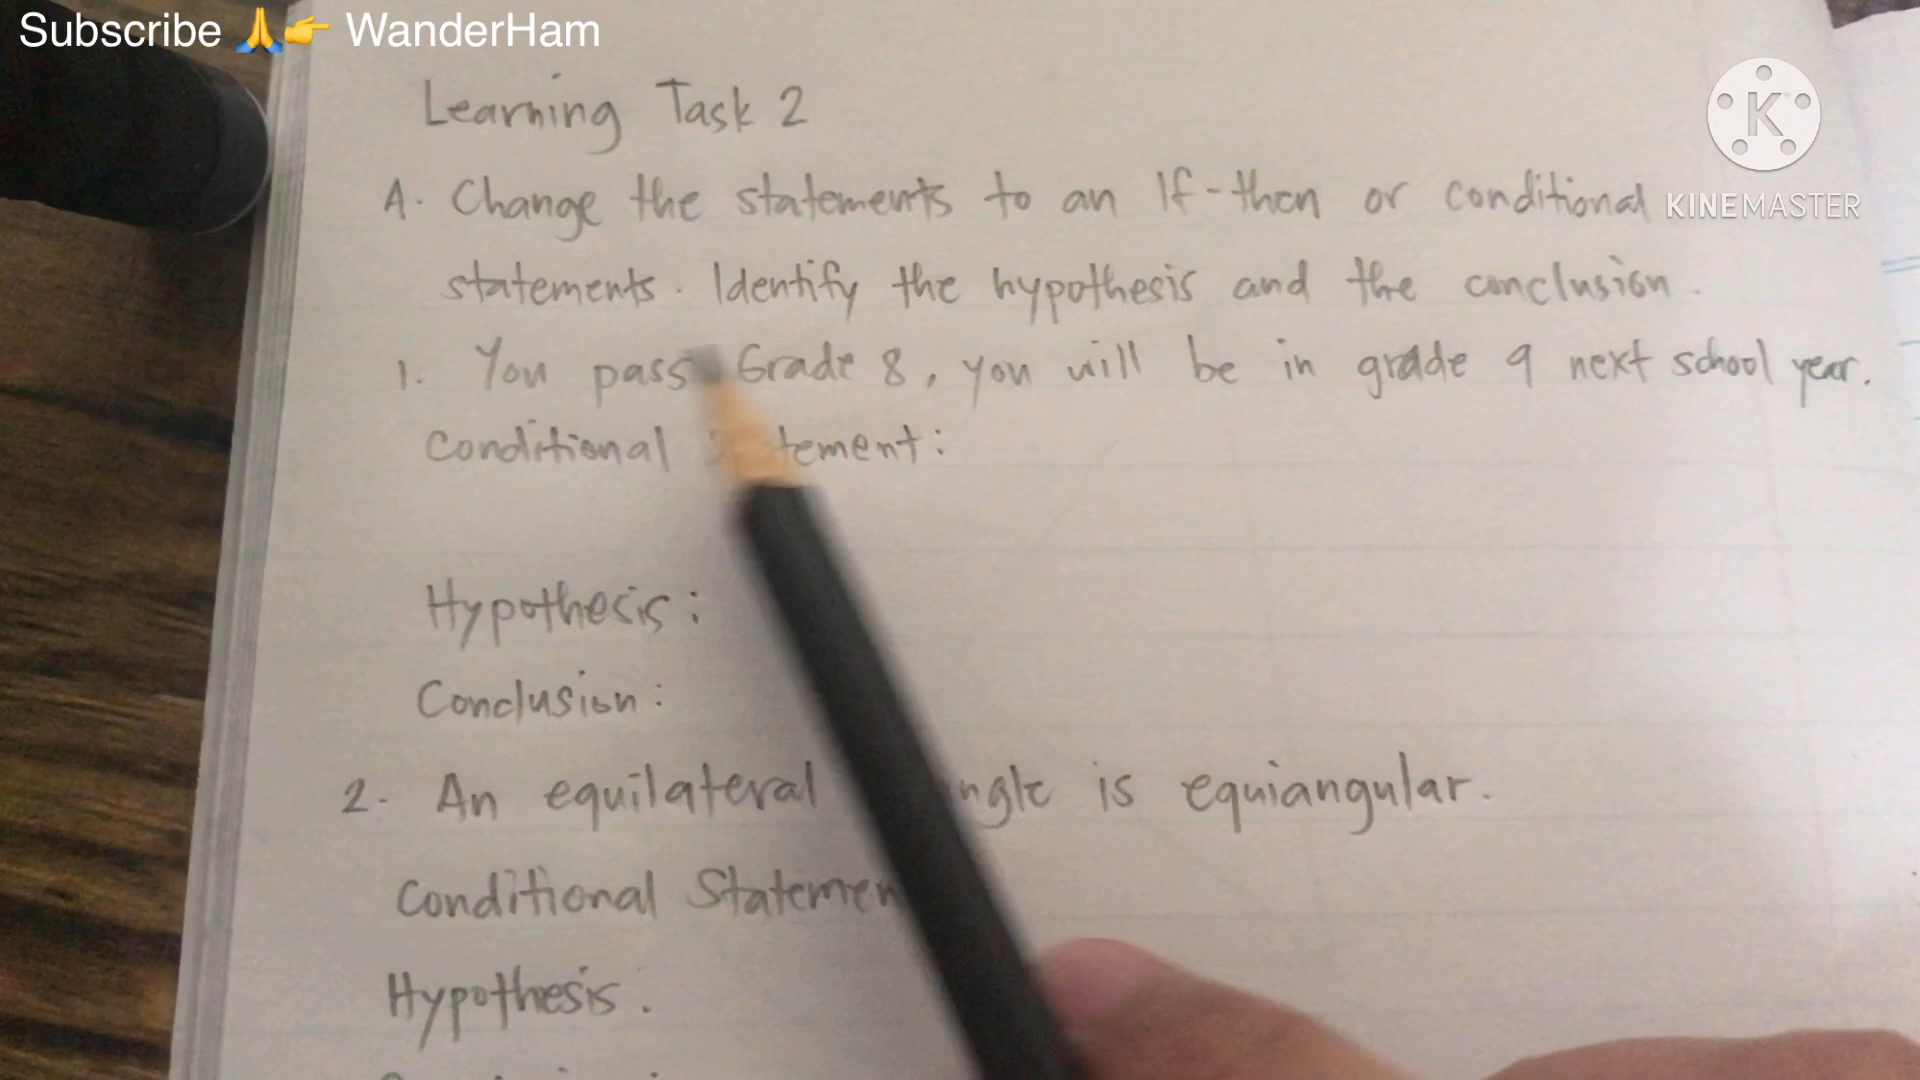 Subscribe 🙏👉 WanderHam
K
KINEMASTER
Learning Task 2
A. Change the statements to an If-then or conditional
statements. Identify the hypothesis and the conclusion.
1. You pass Grade 8, you will be in grade 9 next school year.
Conditional :
Hypothesis:
Conclusion:
2. An equilateral is equiangular.
Conditional
Hypothesis.